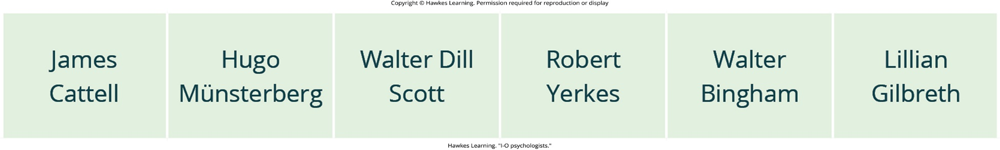 Copyright © Hawkes Learning. Permission required for reproduction or display
James
Cattell
Hugo
Münsterberg
Walter Dill
Scott
Robert
Yerkes
Walter
Bingham
Lillian
Gilbreth
Hawkes Learning. "I-O psychologists."